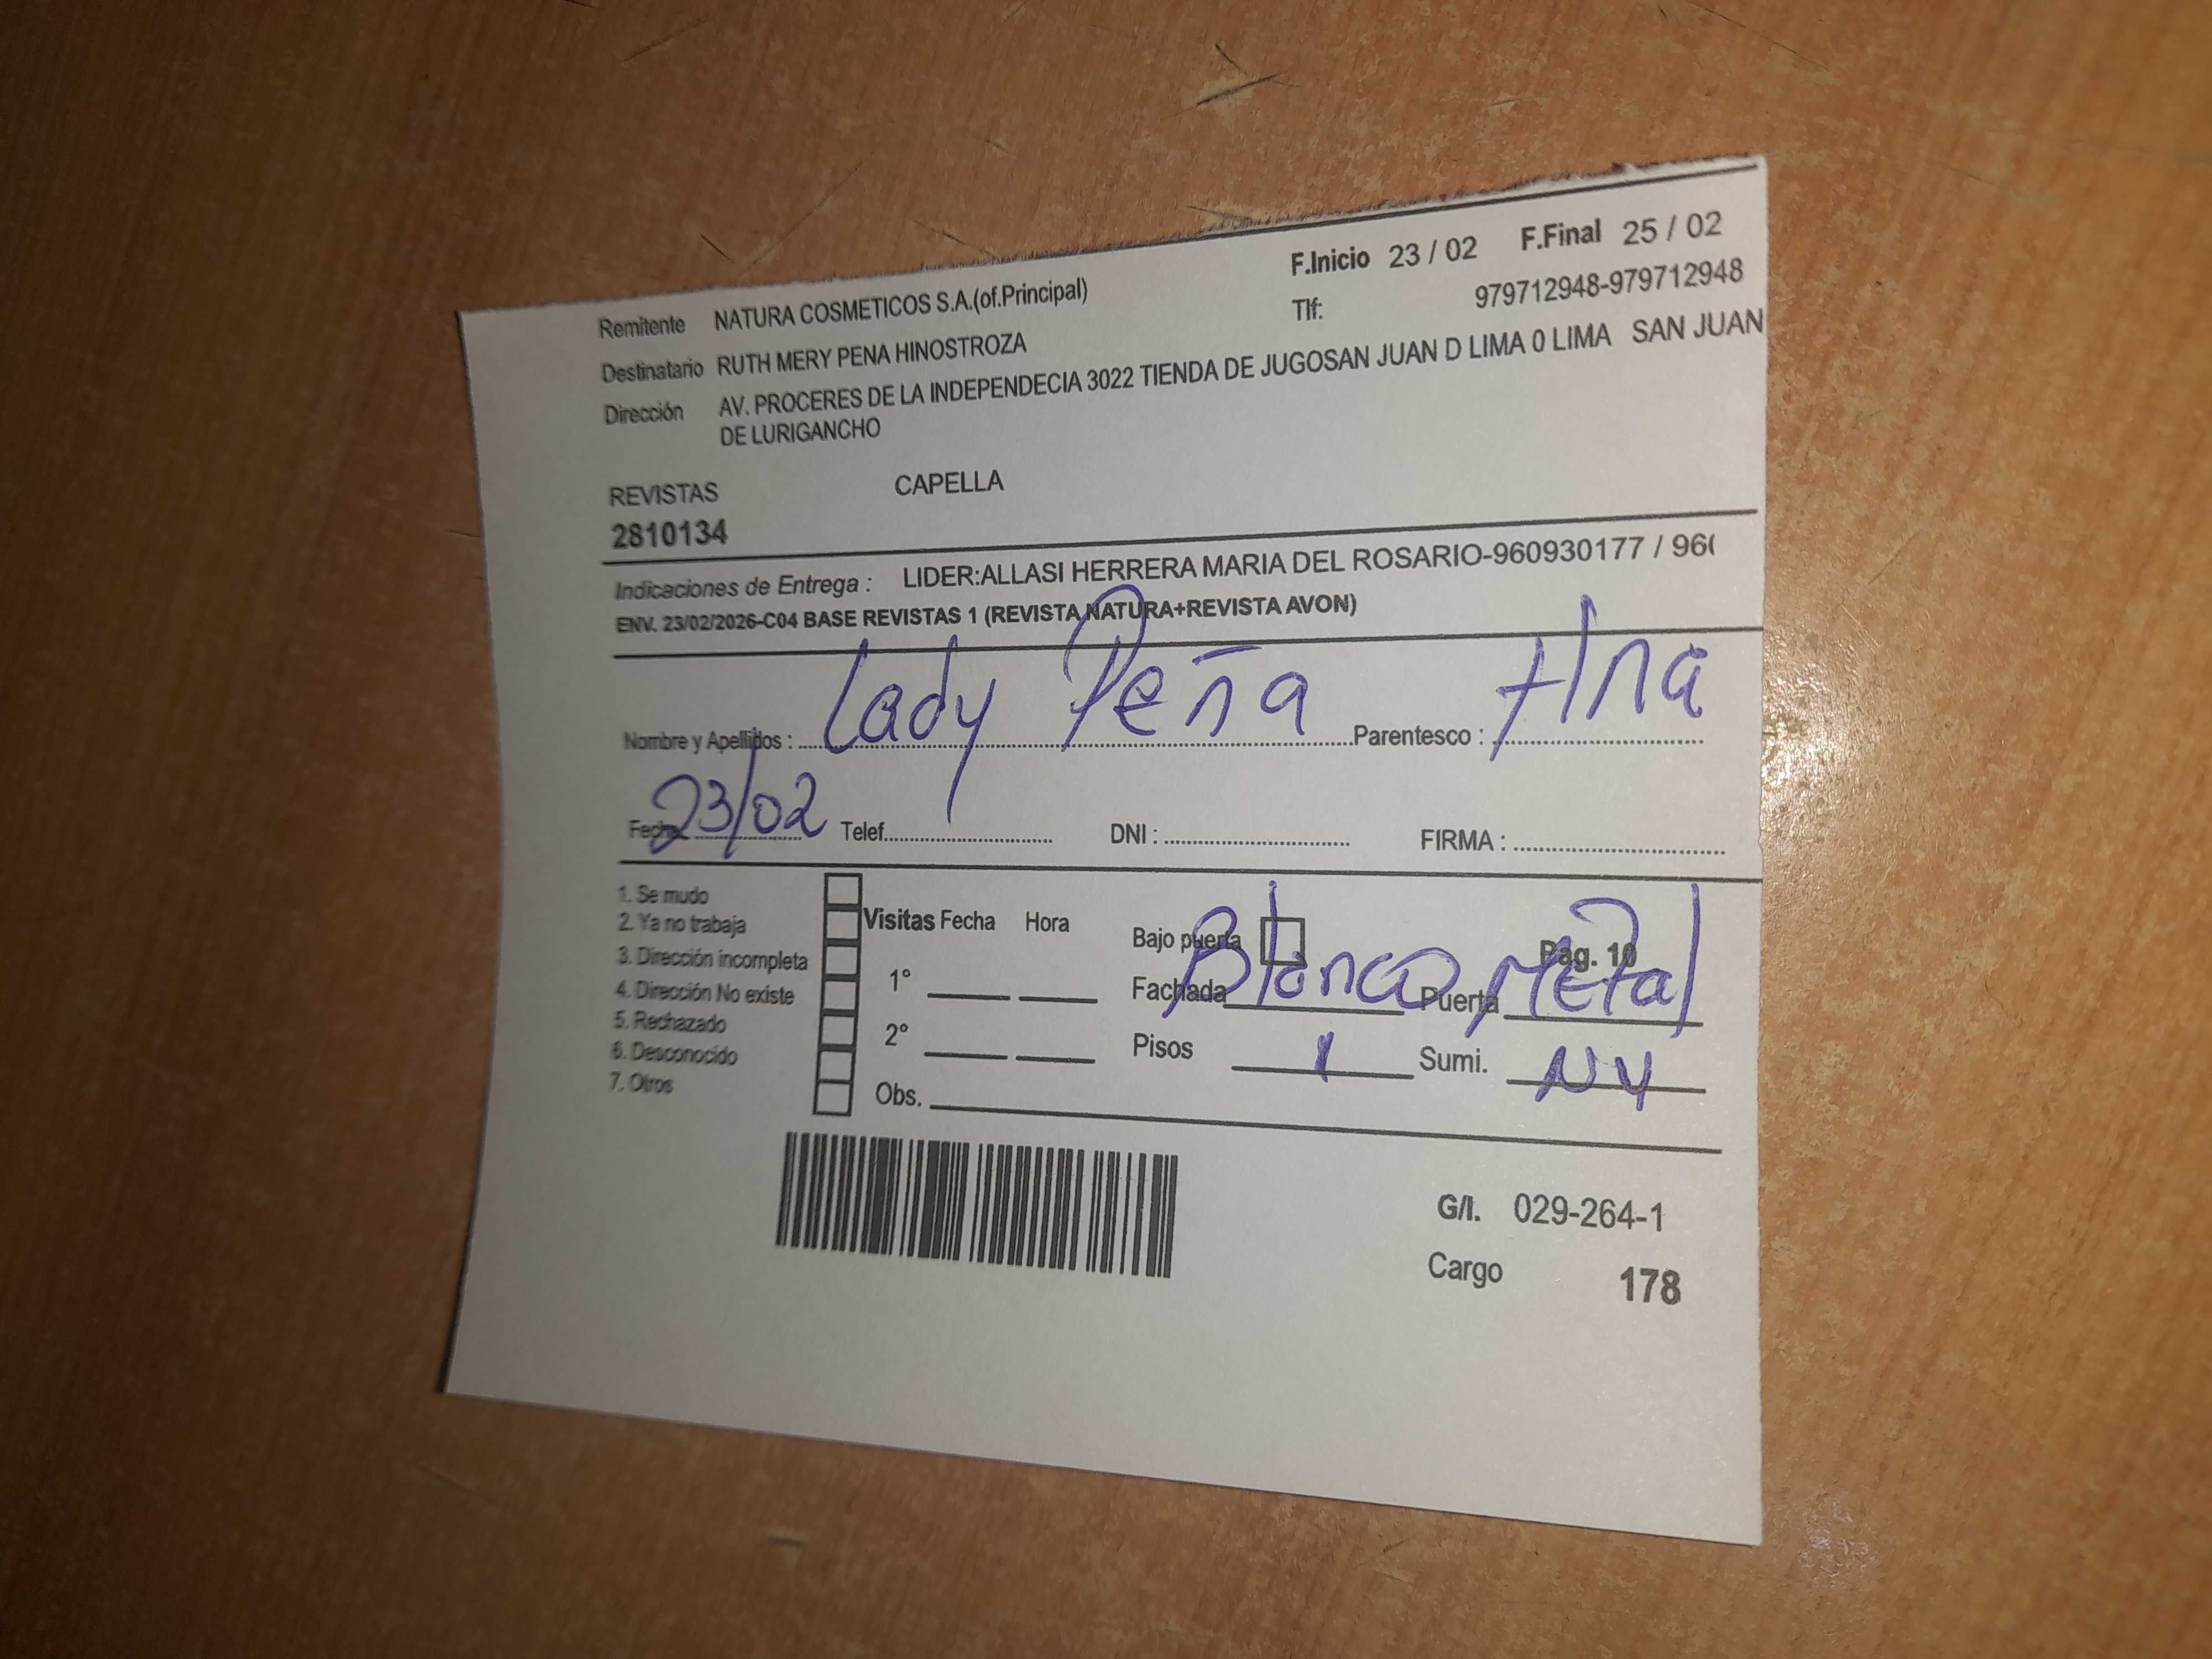 F.Inicio 23 / 02 F.Final 25 / 02
Remitente NATURA COSMETICOS S.A.(of.Principal) Tlf: 979712948-979712948
Destinatario RUTH MERY PENA HINOSTROZA
Dirección AV. PROCERES DE LA INDEPENDECIA 3022 TIENDA DE JUGOSAN JUAN D LIMA 0 LIMA SAN JUAN
DE LURIGANCHO
REVISTAS CAPELLA
2810134
Indicaciones de Entrega : LIDER:ALLASI HERRERA MARIA DEL ROSARIO-960930177 / 96(
ENV. 23/02/2026-C04 BASE REVISTAS 1 (REVISTA NATURA+REVISTA AVON)
Nombre y Apellidos : Lady Peña Parentesco : Hna
Fecha 23/02 Telef. DNI : FIRMA :
1. Se mudo
2. Ya no trabaja Visitas Fecha Hora Bajo puerta Pag. 10
3. Dirección incompleta 1° Fachada Blanco Puerta Metal
4. Dirección No existe
5. Rechazado 2° Pisos 1 Sumi. NV
6. Desconocido
7. Otros Obs.
G/I. 029-264-1
Cargo 178